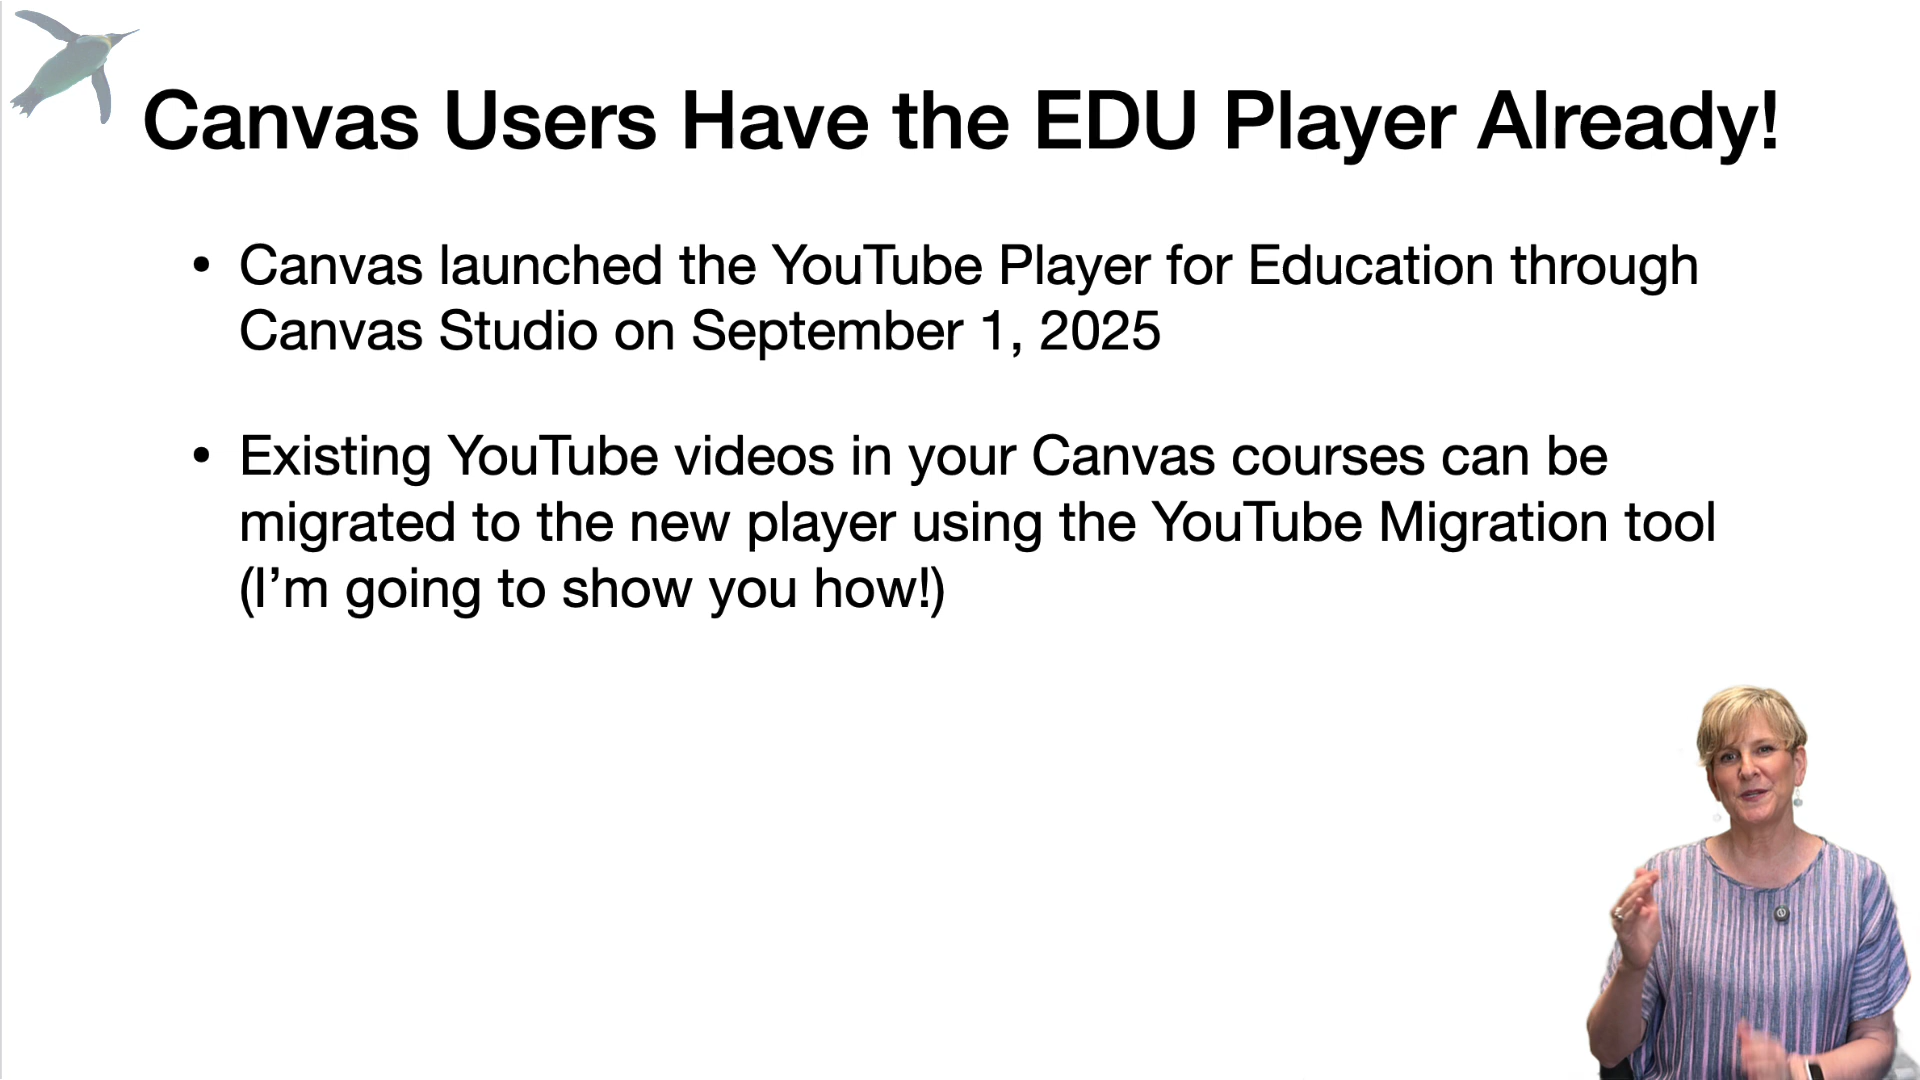 Canvas Users Have the EDU Player Already!
• Canvas launched the YouTube Player for Education through
Canvas Studio on September 1, 2025
• Existing YouTube videos in your Canvas courses can be
migrated to the new player using the YouTube Migration tool
(I’m going to show you how!)